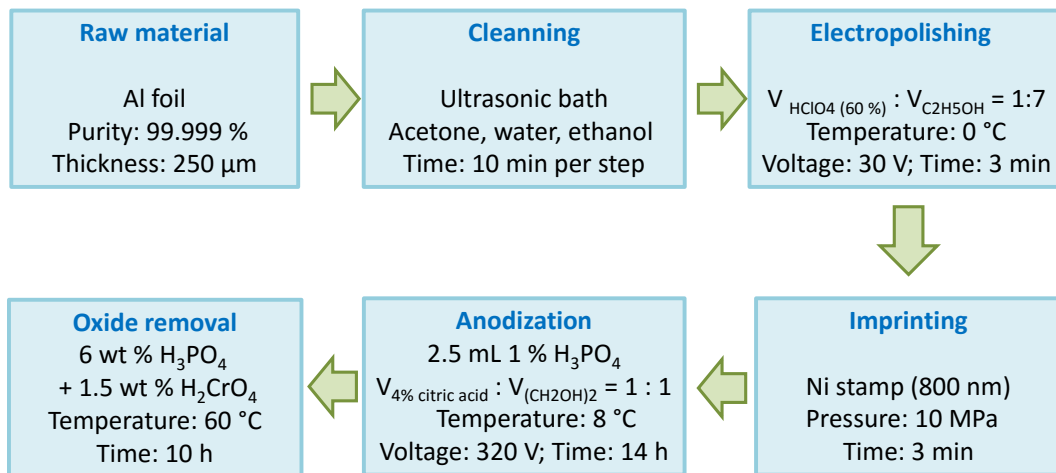 Raw material
Al foil
Purity: 99.999 %
Thickness: 250 μm
Cleanning
Ultrasonic bath
Acetone, water, ethanol
Time: 10 min per step
Electropolishing
V HClO4 (60 %) : VC2H5OH = 1:7
Temperature: 0 °C
Voltage: 30 V; Time: 3 min
Oxide removal
6 wt % H₃PO₄
+ 1.5 wt % H₂CrO₄
Temperature: 60 °C
Time: 10 h
Anodization
2.5 mL 1 % H₃PO₄
V4% citric acid : V(CH2OH)2 = 1 : 1
Temperature: 8 °C
Voltage: 320 V; Time: 14 h
Imprinting
Ni stamp (800 nm)
Pressure: 10 MPa
Time: 3 min